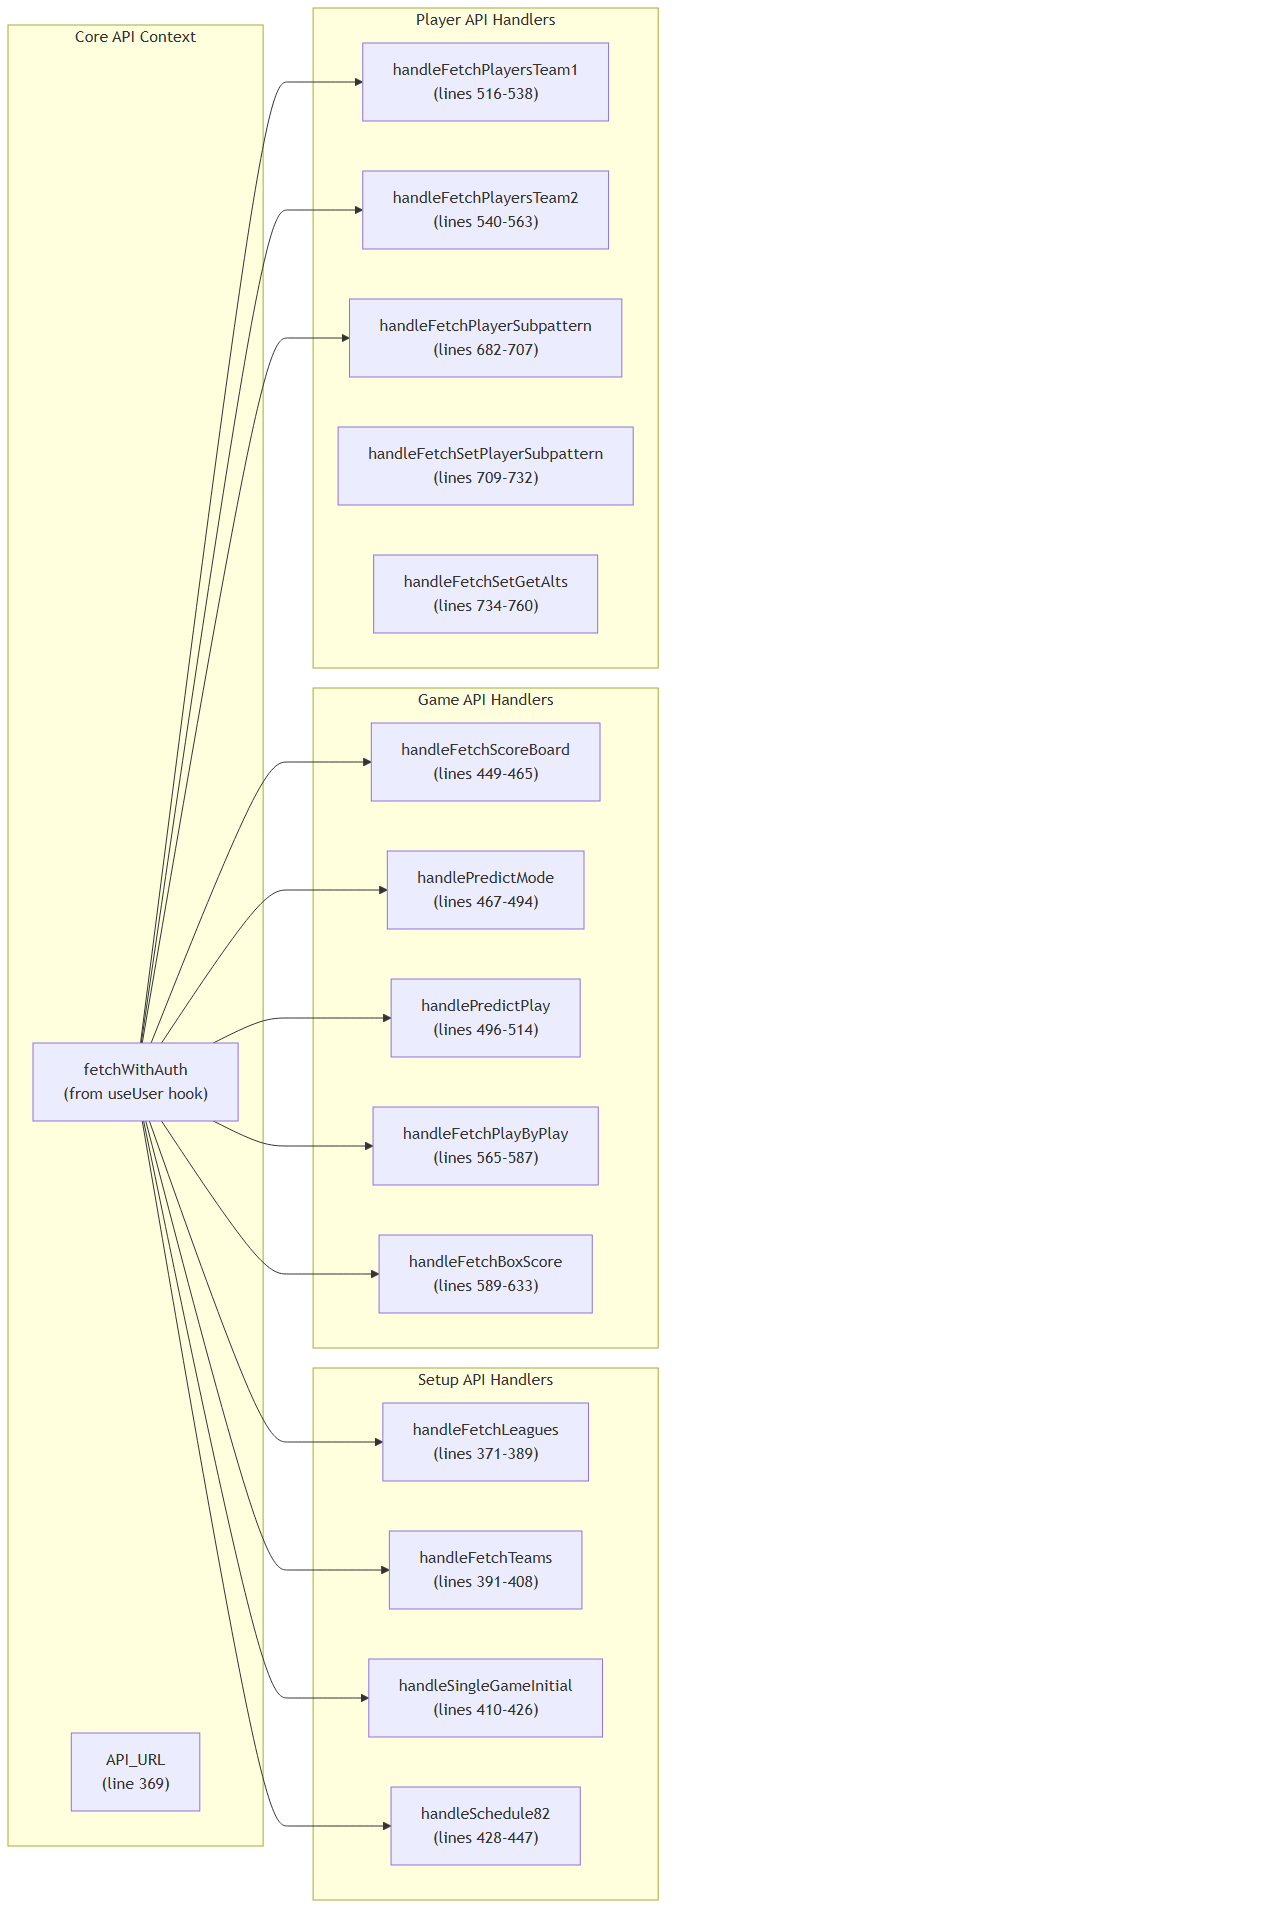 Core API Context
fetchWithAuth
(from useUser hook)
API_URL
(line 369)
Player API Handlers
handleFetchPlayersTeam1
(lines 516-538)
handleFetchPlayersTeam2
(lines 540-563)
handleFetchPlayerSubpattern
(lines 682-707)
handleFetchSetPlayerSubpattern
(lines 709-732)
handleFetchSetGetAlts
(lines 734-760)
Game API Handlers
handleFetchScoreBoard
(lines 449-465)
handlePredictMode
(lines 467-494)
handlePredictPlay
(lines 496-514)
handleFetchPlayByPlay
(lines 565-587)
handleFetchBoxScore
(lines 589-633)
Setup API Handlers
handleFetchLeagues
(lines 371-389)
handleFetchTeams
(lines 391-408)
handleSingleGameInitial
(lines 410-426)
handleSchedule82
(lines 428-447)